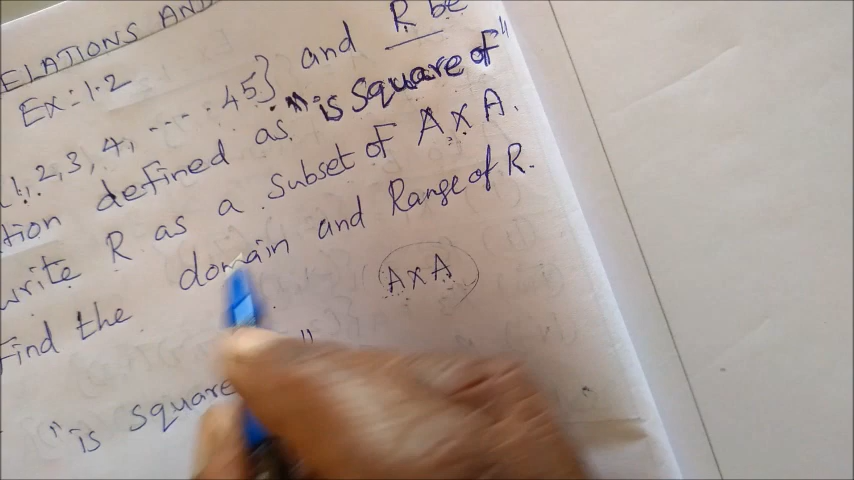 ELATIONS AND
Ex:1.2
1, 2, 3, 4, ---- .45} and R be
tion defined as "is square of"
write R as a subset of A x A.
Find the domain and Range of R.
A x A
"is square "